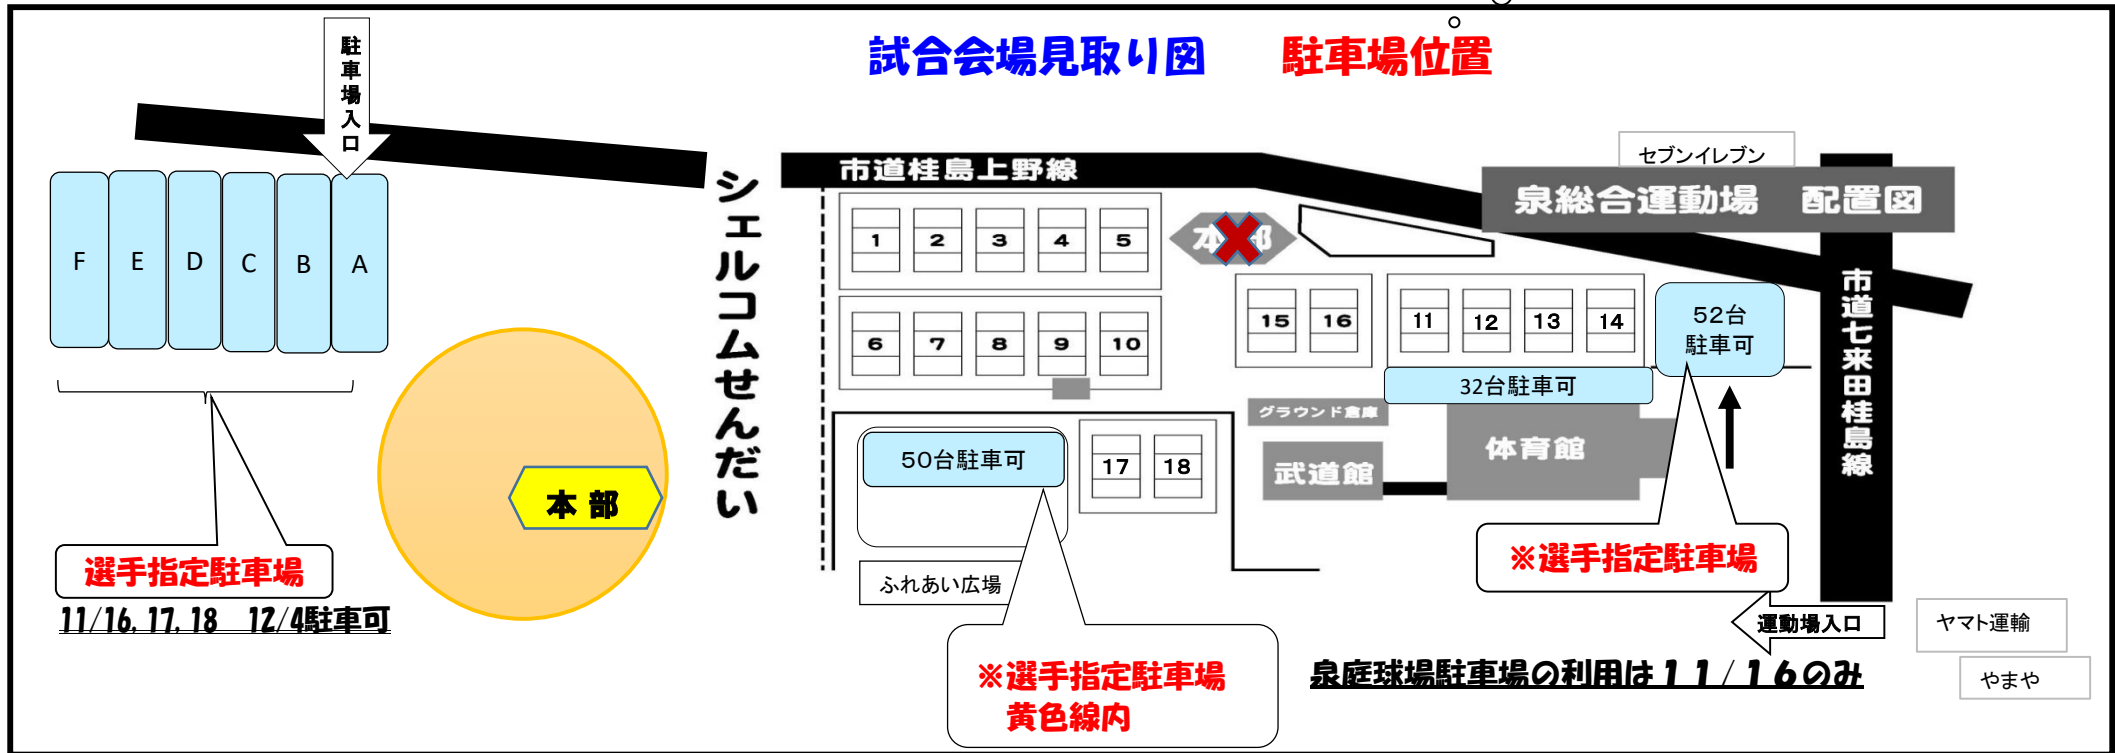 試合会場見取り図　駐車場位置
駐車場入口
F E D C B A
選手指定駐車場
11/16, 17, 18　12/4駐車可
本部
シェルコムせんだい
市道桂島上野線
1 2 3 4 5
6 7 8 9 10
本部
15 16
11 12 13 14
セブンイレブン
泉総合運動場　配置図
52台
駐車可
32台駐車可
市道七来田桂島線
グラウンド倉庫
武道館
体育館
50台駐車可
17 18
ふれあい広場
※選手指定駐車場
※選手指定駐車場
黄色線内
運動場入口
ヤマト運輸
やまや
泉庭球場駐車場の利用は11/16のみ